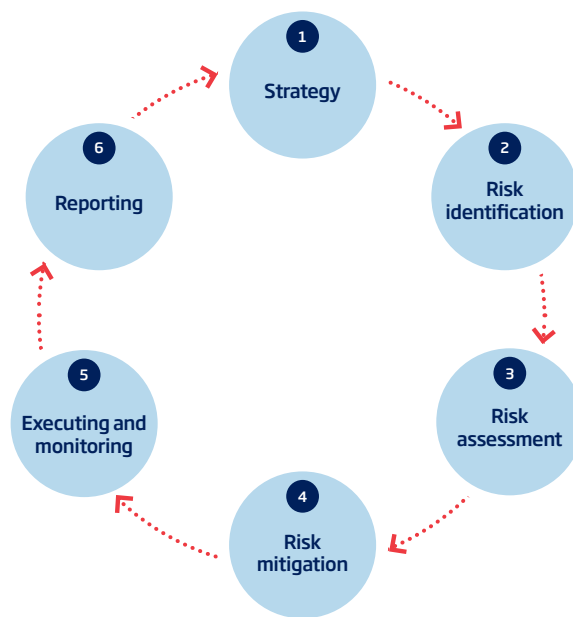 1
Strategy
2
Risk
identification
3
Risk
assessment
4
Risk
mitigation
5
Executing and
monitoring
6
Reporting